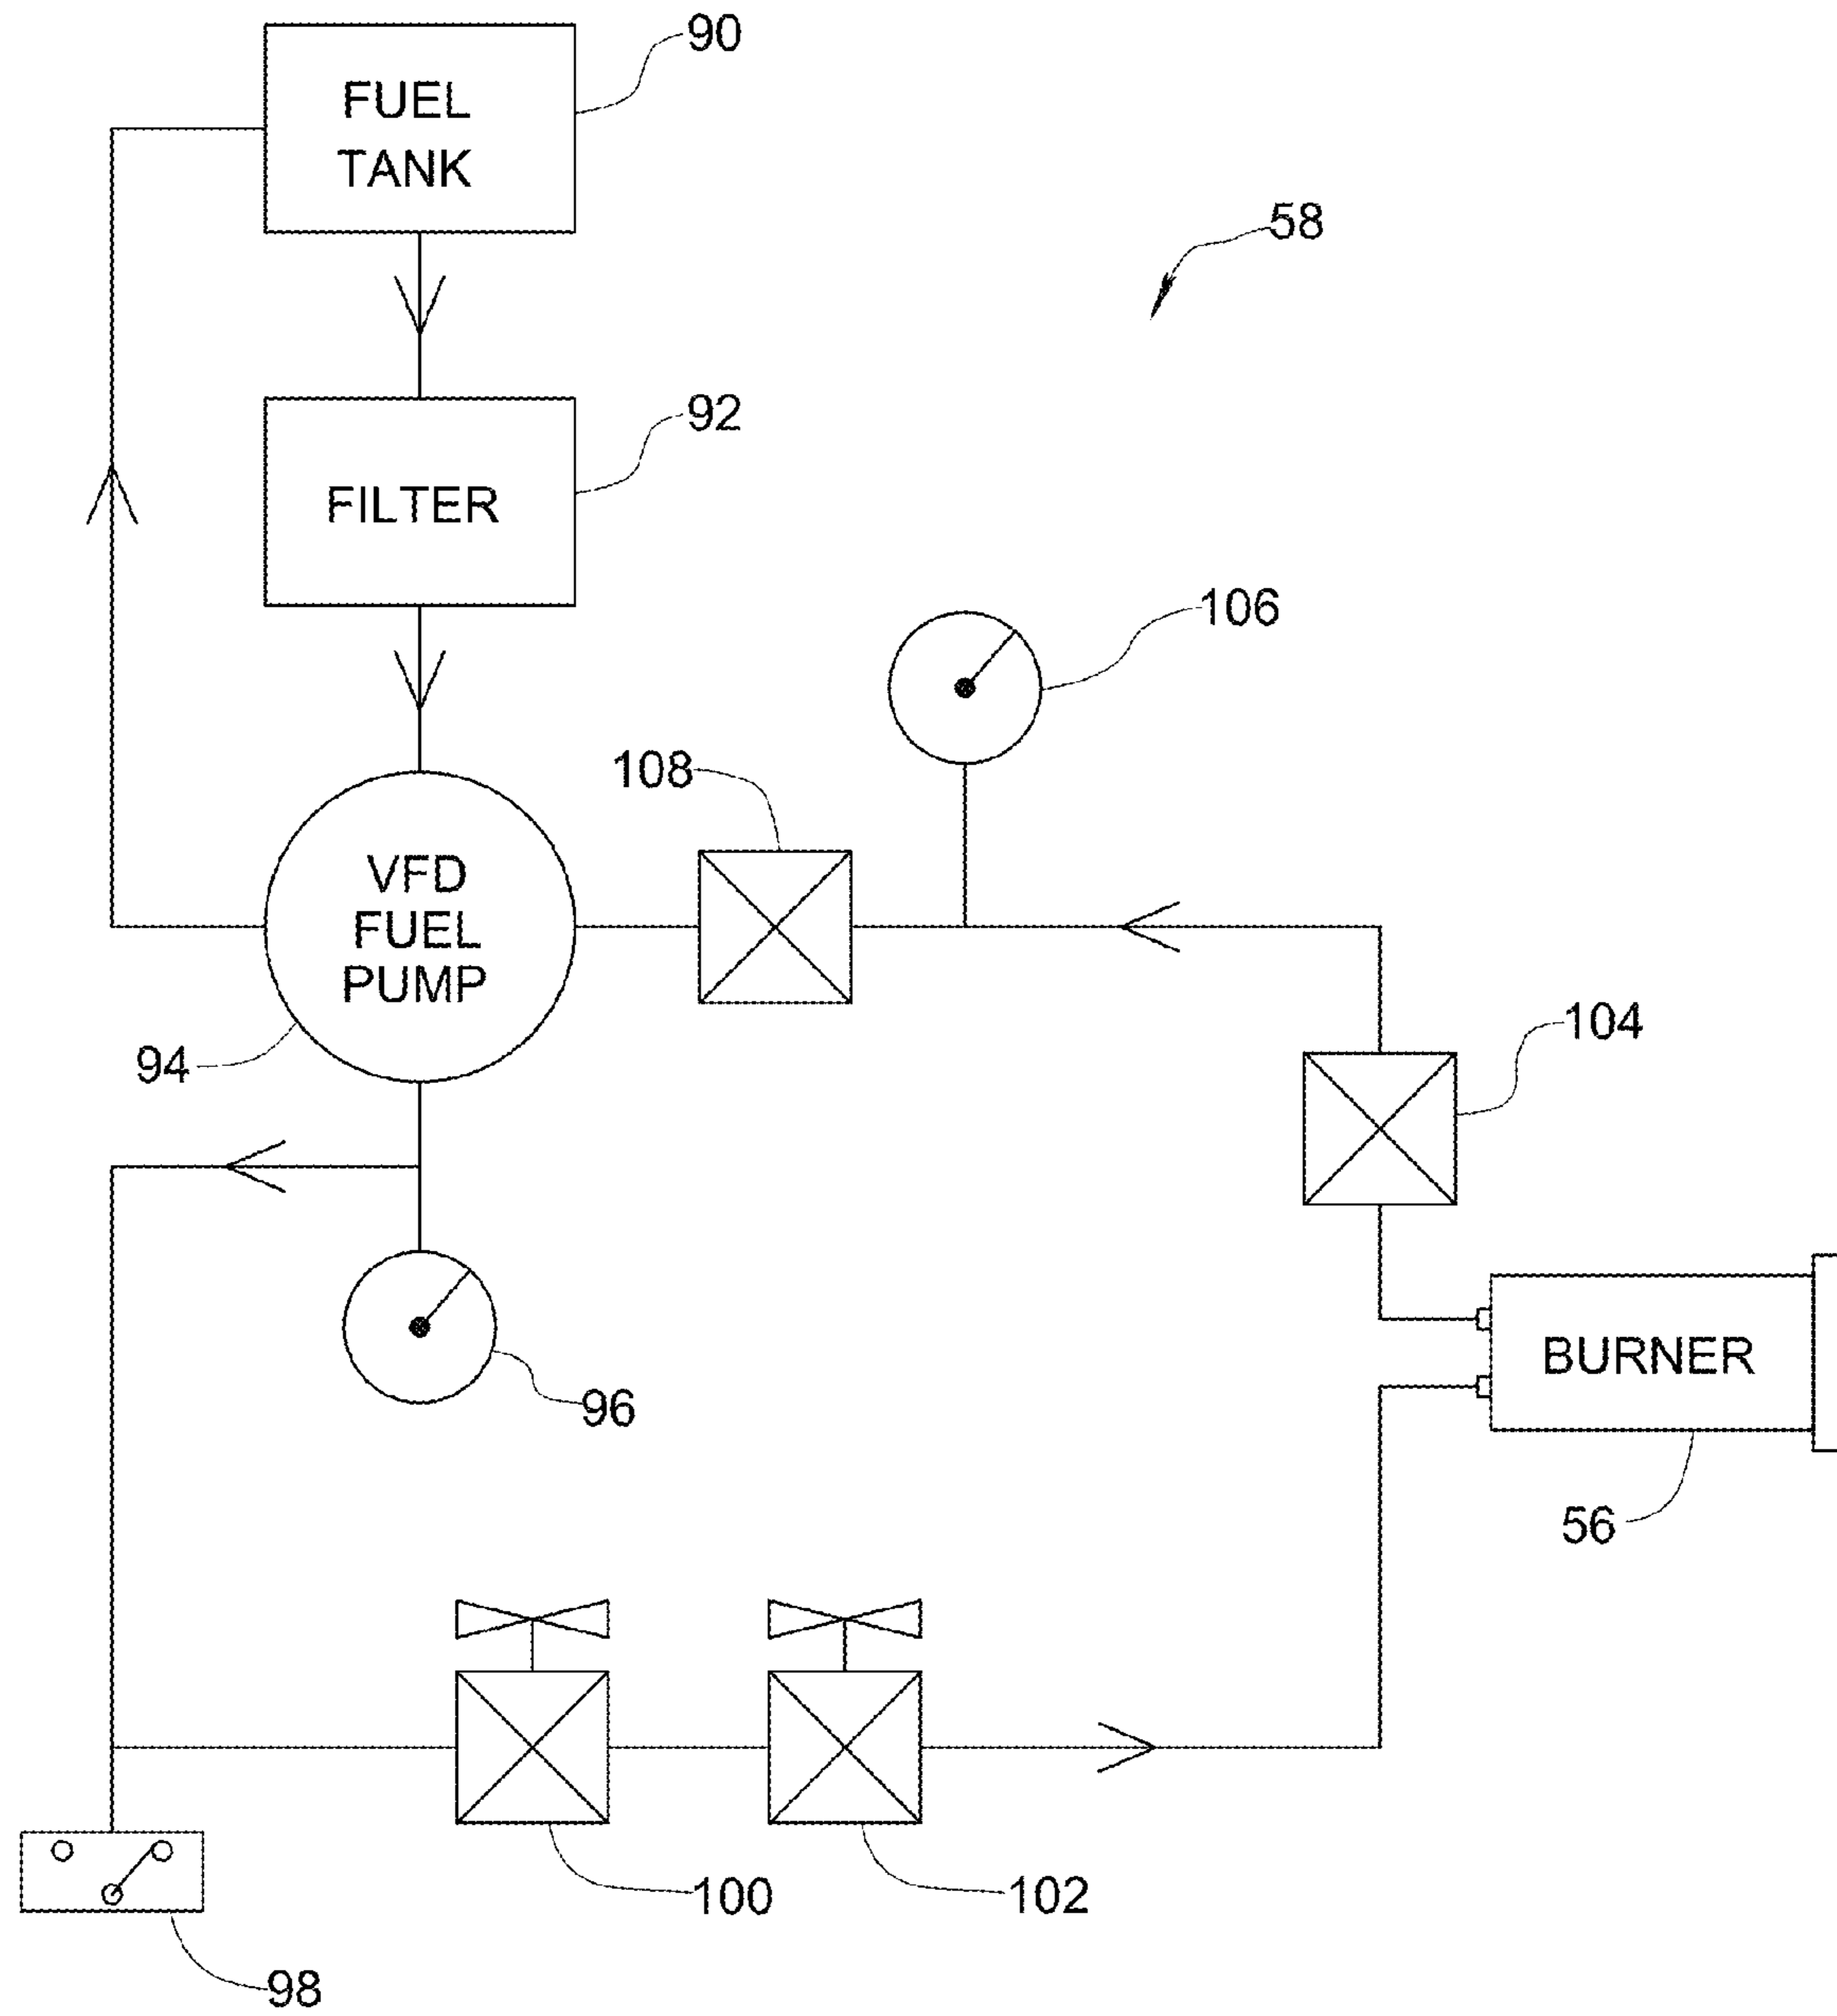 90
FUEL
TANK
58
92
FILTER
106
108
VFD
FUEL
PUMP
104
94
BURNER
96
56
100
102
98